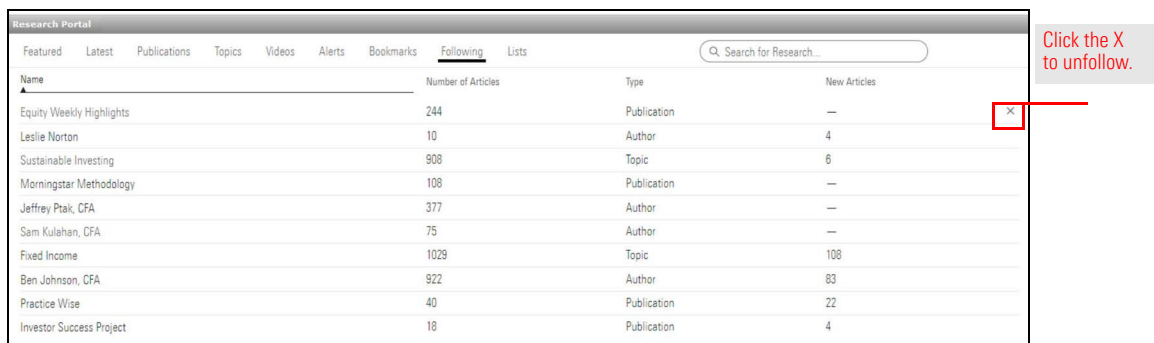 Research Portal
Featured Latest Publications Topics Videos Alerts Bookmarks Following Lists Search for Research...
Click the X
to unfollow.
Name Number of Articles Type New Articles
Equity Weekly Highlights 244 Publication —
Leslie Norton 10 Author 4
Sustainable Investing 908 Topic 6
Morningstar Methodology 108 Publication —
Jeffrey Ptak, CFA 377 Author —
Sam Kulahan, CFA 75 Author —
Fixed Income 1029 Topic 108
Ben Johnson, CFA 922 Author 83
Practice Wise 40 Publication 22
Investor Success Project 18 Publication 4